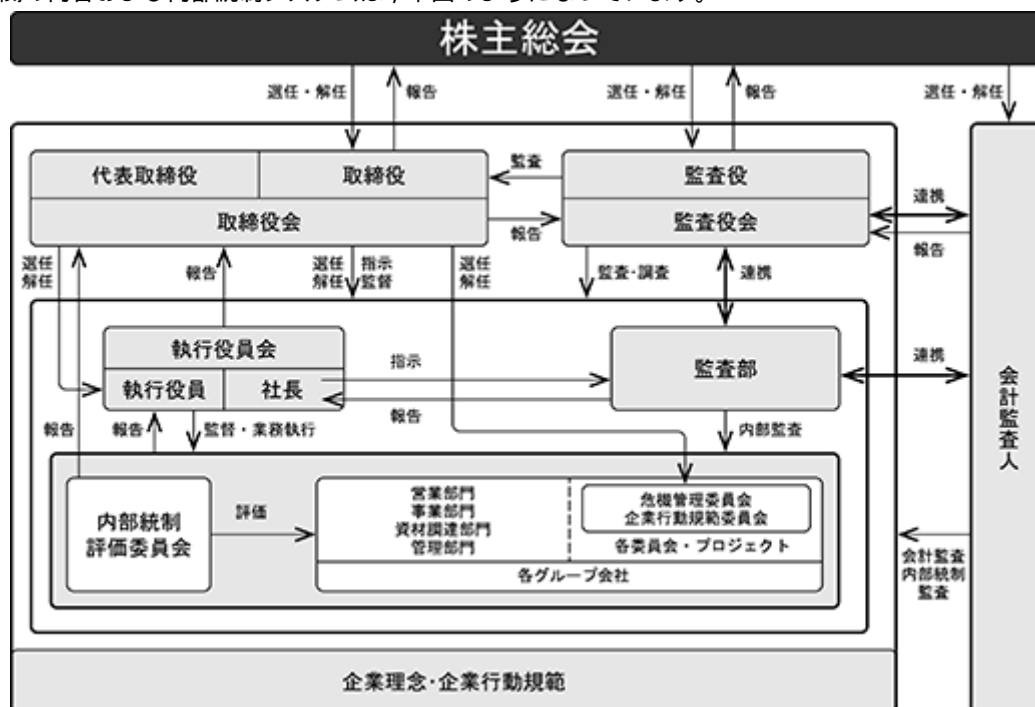 株主総会
選任・解任
報告
選任・解任
報告
選任・解任
代表取締役
取締役
監査
監査役
取締役会
報告
監査役会
連携
報告
選任
解任
報告
選任
解任
指示
監督
選任
解任
監査・調査
連携
執行役員会
執行役員
社長
指示
報告
監査部
連携
会計監査人
報告
報告
監督・業務執行
内部監査
内部統制
評価委員会
評価
営業部門
事業部門
資材調達部門
管理部門
危機管理委員会
企業行動規範委員会
各委員会・プロジェクト
各グループ会社
会計監査
内部統制
監査
企業理念・企業行動規範